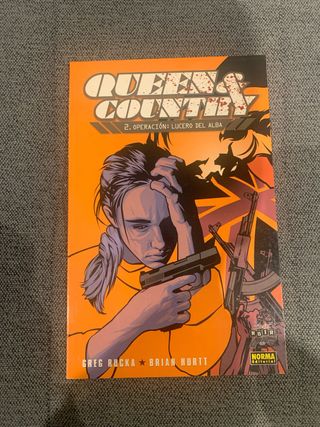 QUEEN &
COUNTRY
2. OPERACIÓN: LUCERO DEL ALBA
GREG RUCKA ★ BRIAN HURTT
NORMA
Editorial